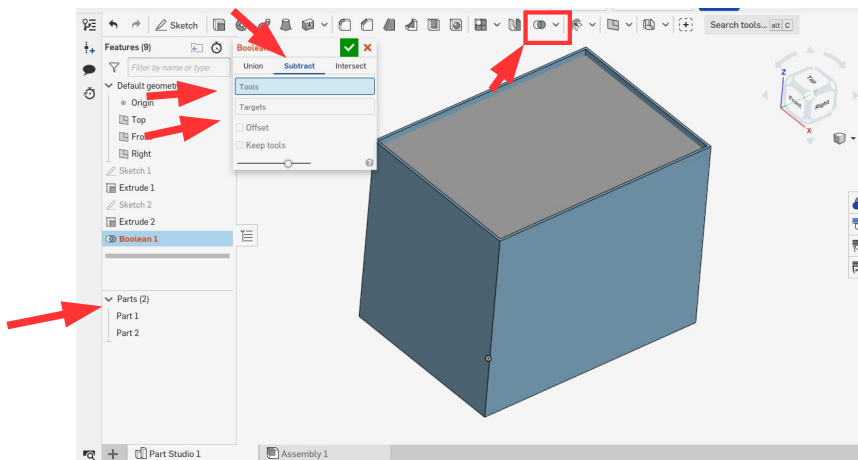 Sketch
Search tools... alt C
Features (9)
Boolean
Filter by name or type
Union Subtract Intersect
Default geometry
Tools
Origin
Targets
Top
Offset
Front
Keep tools
Right
Sketch 1
Extrude 1
Sketch 2
Extrude 2
Boolean 1
Parts (2)
Part 1
Part 2
Z
Top
Front Right
X
Part Studio 1 Assembly 1